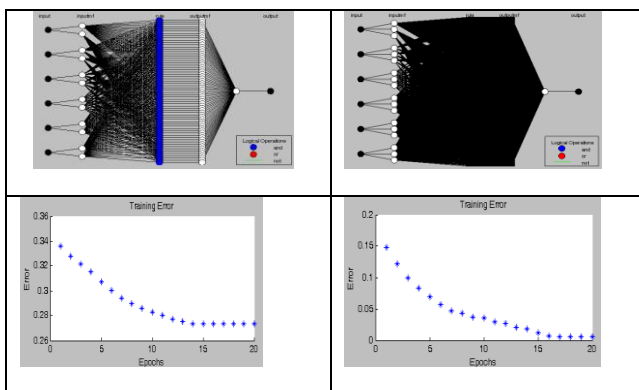 input inputmf rule outputmf output
Logical Operations
and
or
not
input inputmf rule outputmf output
Logical Operations
and
or
not
Training Error
0.36
0.34
0.32
0.3
0.28
0.26
0 5 10 15 20
Error
Epochs
Training Error
0.2
0.15
0.1
0.05
0
0 5 10 15 20
Error
Epochs